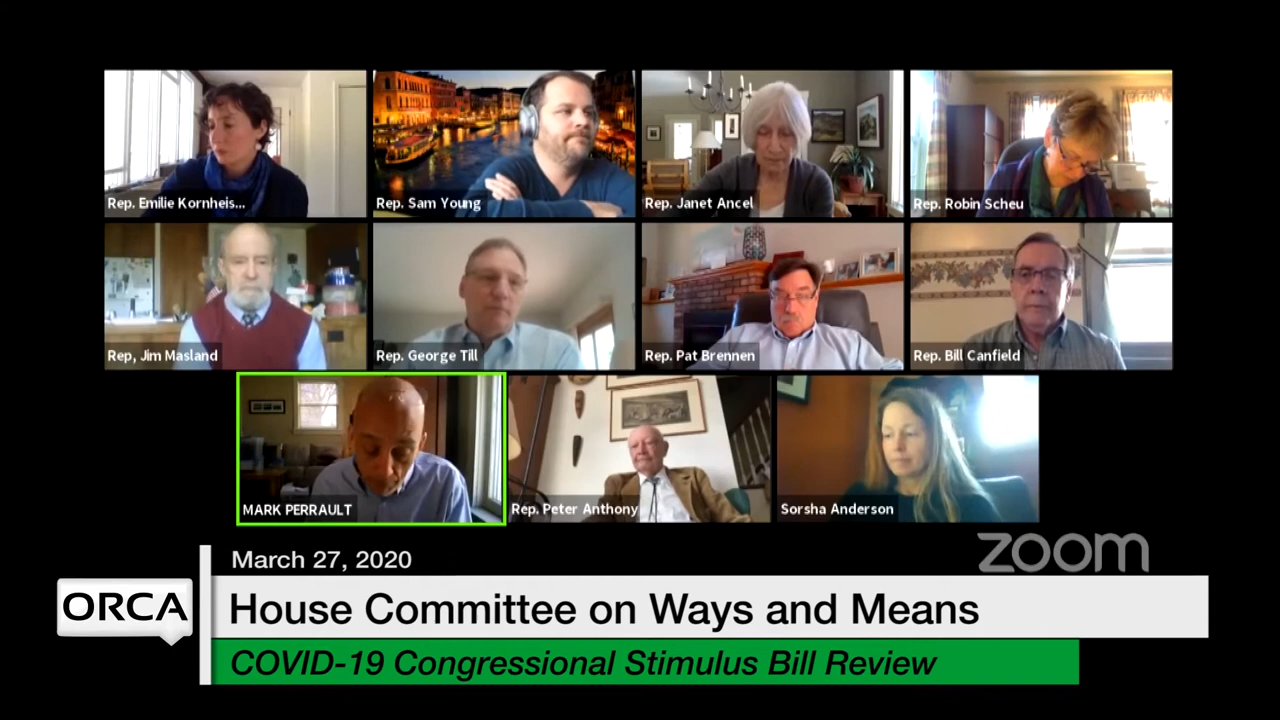 Rep. Emilie Kornheis...
Rep. Sam Young
Rep. Janet Ancel
Rep. Robin Scheu
Rep, Jim Masland
Rep. George Till
Rep. Pat Brennen
Rep. Bill Canfield
MARK PERRAULT
Rep. Peter Anthony
Sorsha Anderson
zoom
March 27, 2020
ORCA
House Committee on Ways and Means
COVID-19 Congressional Stimulus Bill Review